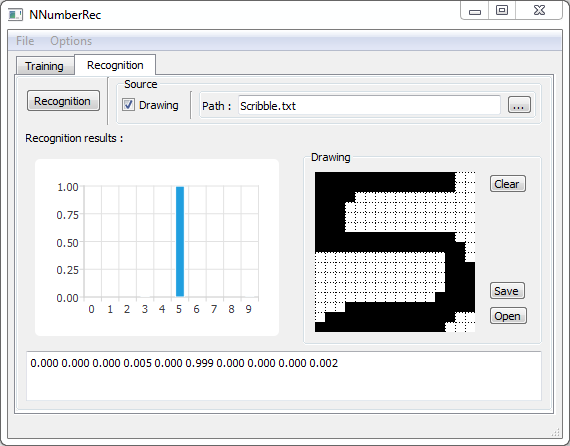 NNumberRec
File Options
Training Recognition
Recognition
Source
Drawing
Path : Scribble.txt ...
Recognition results :
1.00
0.75
0.50
0.25
0.00
0 1 2 3 4 5 6 7 8 9
Drawing
Clear
Save
Open
0.000 0.000 0.000 0.005 0.000 0.999 0.000 0.000 0.000 0.002